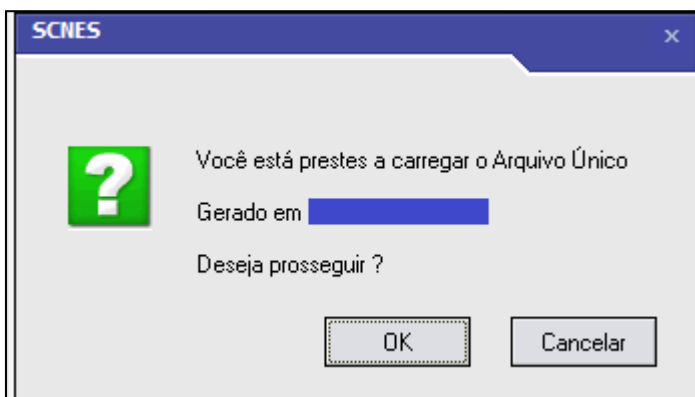 SCNES
Você está prestes a carregar o Arquivo Único
Gerado em
Deseja prosseguir ?
OK
Cancelar